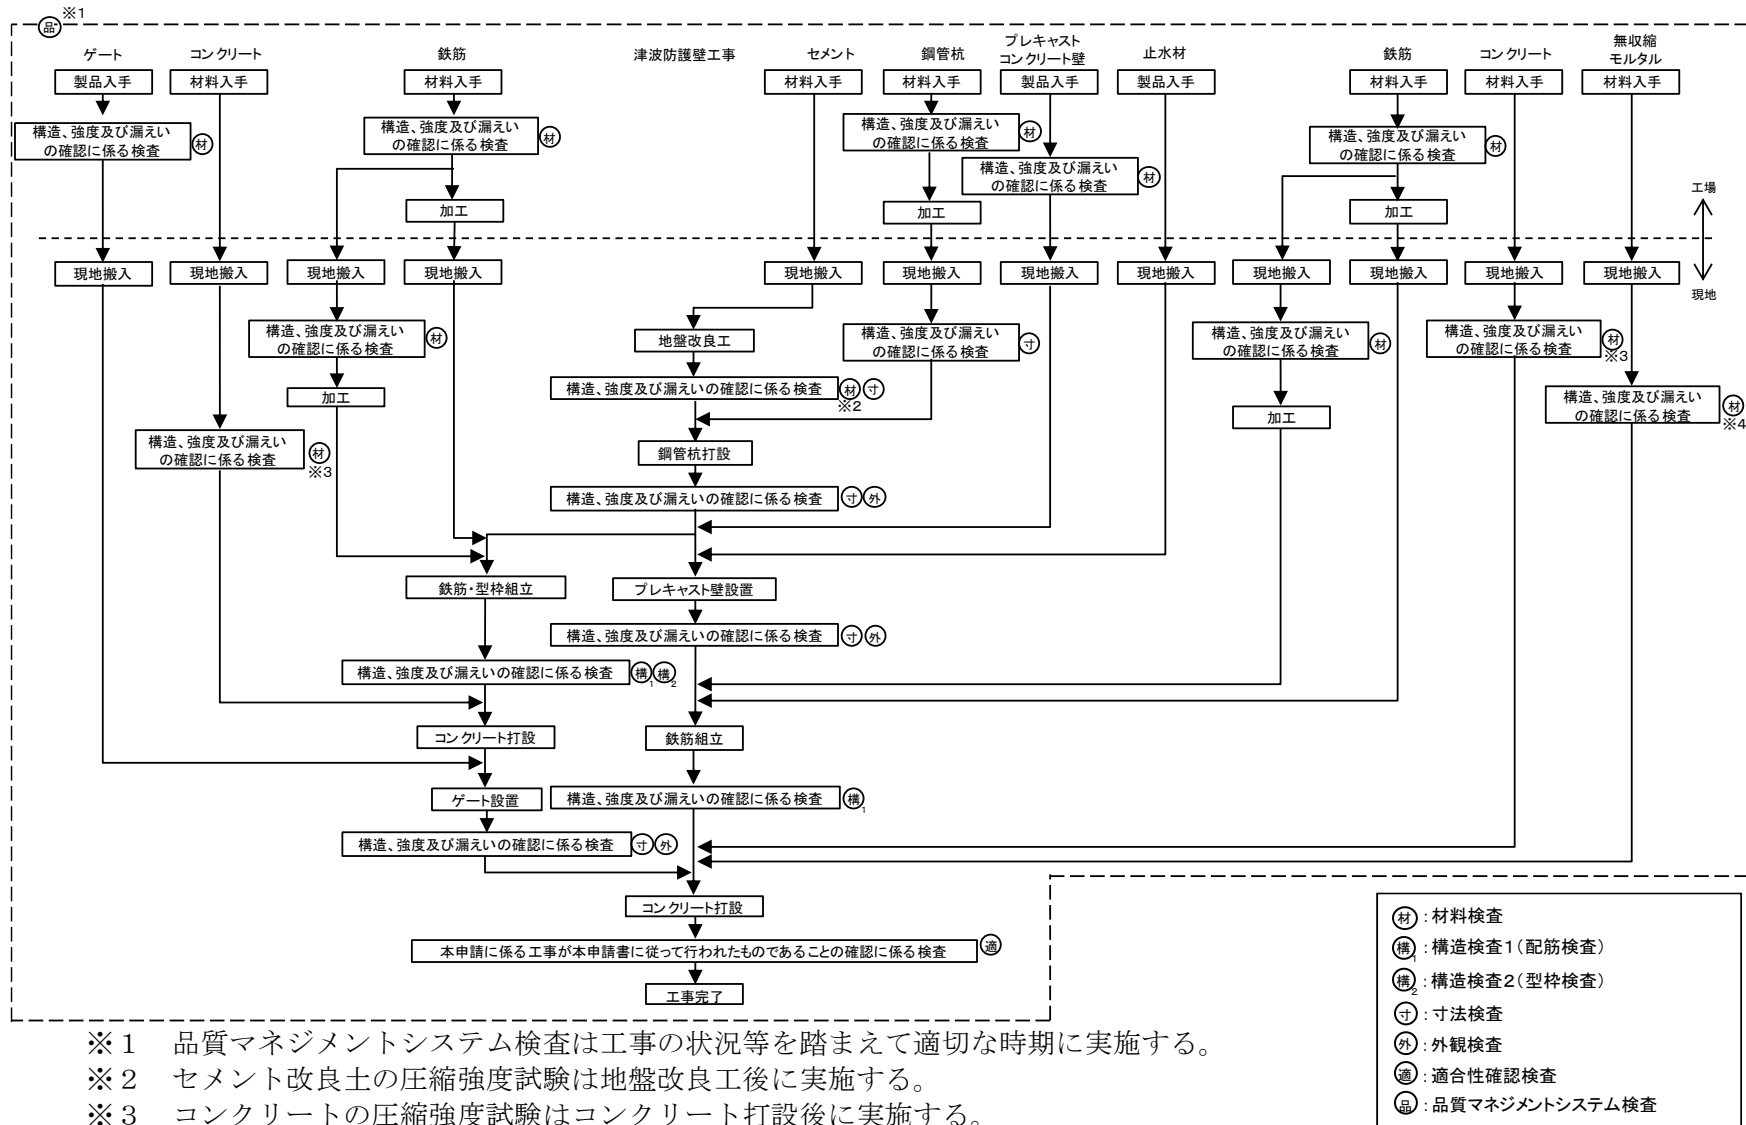 ※1
品
ゲート
コンクリート
鉄筋
津波防護壁工事
セメント
鋼管杭
プレキャスト
コンクリート壁
止水材
鉄筋
コンクリート
無収縮
モルタル
製品入手
材料入手
材料入手
材料入手
材料入手
製品入手
製品入手
材料入手
材料入手
材料入手
構造、強度及び漏えい
の確認に係る検査
材
構造、強度及び漏えい
の確認に係る検査
材
構造、強度及び漏えい
の確認に係る検査
材
構造、強度及び漏えい
の確認に係る検査
材
構造、強度及び漏えい
の確認に係る検査
材
加工
加工
加工
工場
現地
現地搬入
現地搬入
現地搬入
現地搬入
現地搬入
現地搬入
現地搬入
現地搬入
現地搬入
現地搬入
現地搬入
現地搬入
構造、強度及び漏えい
の確認に係る検査
材
地盤改良工
構造、強度及び漏えい
の確認に係る検査
寸
構造、強度及び漏えい
の確認に係る検査
材
構造、強度及び漏えい
の確認に係る検査
材
※3
加工
構造、強度及び漏えいの確認に係る検査
材 寸
※2
加工
構造、強度及び漏えい
の確認に係る検査
材
※4
構造、強度及び漏えい
の確認に係る検査
材
※3
鋼管杭打設
構造、強度及び漏えいの確認に係る検査
寸 外
鉄筋・型枠組立
プレキャスト壁設置
構造、強度及び漏えいの確認に係る検査
寸 外
構造、強度及び漏えいの確認に係る検査
構1 構2
コンクリート打設
鉄筋組立
ゲート設置
構造、強度及び漏えいの確認に係る検査
構1
構造、強度及び漏えいの確認に係る検査
寸 外
コンクリート打設
本申請に係る工事が本申請書に従って行われたものであることの確認に係る検査
適
工事完了
材:材料検査
構1:構造検査1(配筋検査)
構2:構造検査2(型枠検査)
寸:寸法検査
外:外観検査
適:適合性確認検査
品:品質マネジメントシステム検査
※1 品質マネジメントシステム検査は工事の状況等を踏まえて適切な時期に実施する。
※2 セメント改良土の圧縮強度試験は地盤改良工後に実施する。
※3 コンクリートの圧縮強度試験はコンクリート打設後に実施する。